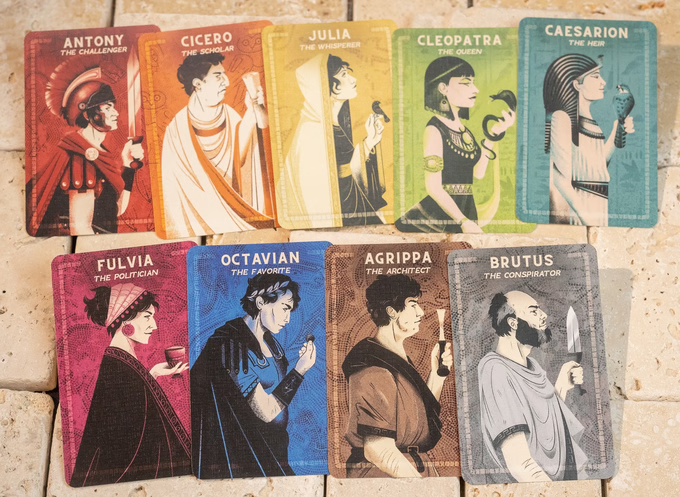 ANTONY
THE CHALLENGER
CICERO
THE SCHOLAR
JULIA
THE WHISPERER
CLEOPATRA
THE QUEEN
CAESARION
THE HEIR
FULVIA
THE POLITICIAN
OCTAVIAN
THE FAVORITE
AGRIPPA
THE ARCHITECT
BRUTUS
THE CONSPIRATOR